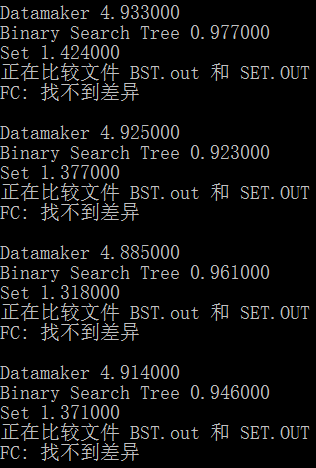 Datamaker 4.933000
Binary Search Tree 0.977000
Set 1.424000
正在比较文件 BST.out 和 SET.OUT
FC: 找不到差异

Datamaker 4.925000
Binary Search Tree 0.923000
Set 1.377000
正在比较文件 BST.out 和 SET.OUT
FC: 找不到差异

Datamaker 4.885000
Binary Search Tree 0.961000
Set 1.318000
正在比较文件 BST.out 和 SET.OUT
FC: 找不到差异

Datamaker 4.914000
Binary Search Tree 0.946000
Set 1.371000
正在比较文件 BST.out 和 SET.OUT
FC: 找不到差异